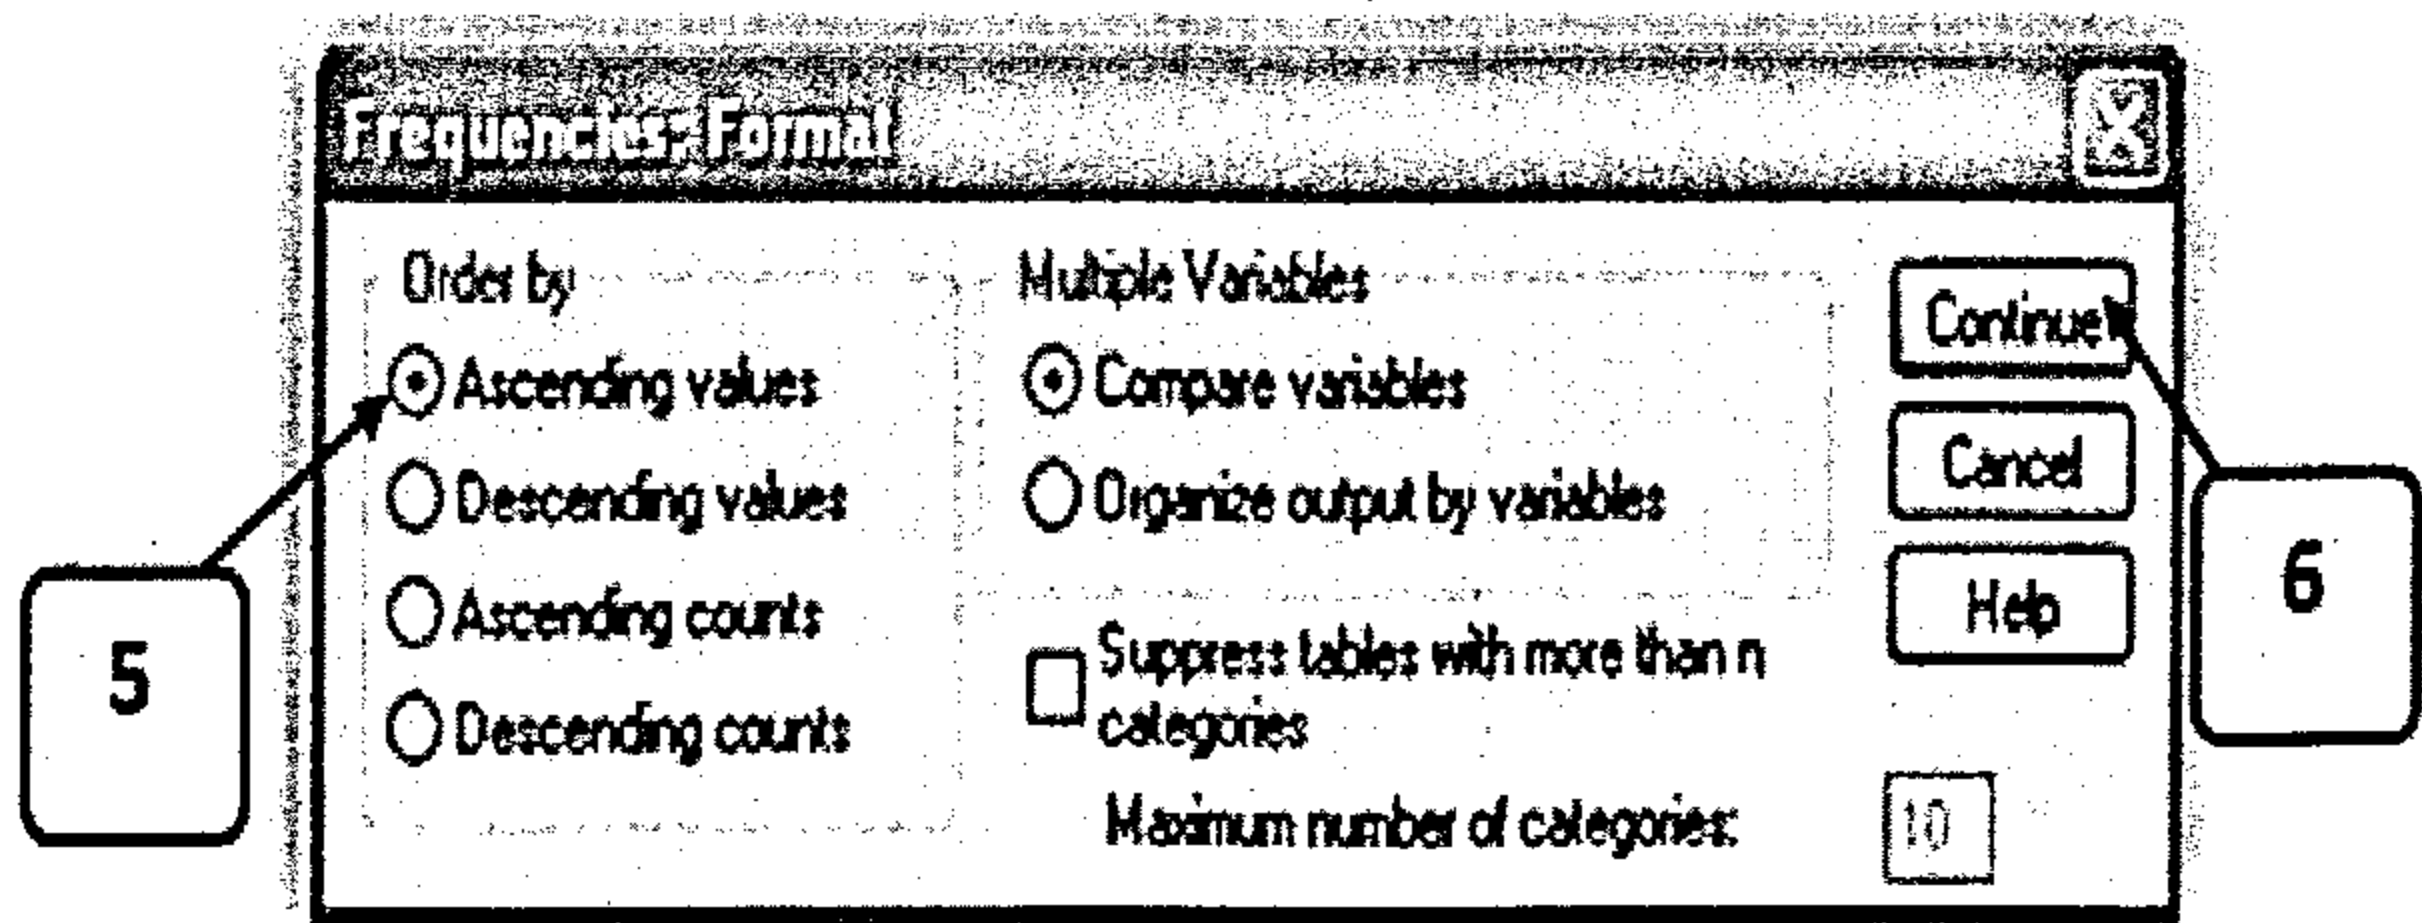 Frequencies: Format
Order by
Ascending values
Descending values
Ascending counts
Descending counts
Multiple Variables
Compare variables
Organize output by variables
Suppress tables with more than n
categories
Maximum number of categories:
10
Continue
Cancel
Help
5
6